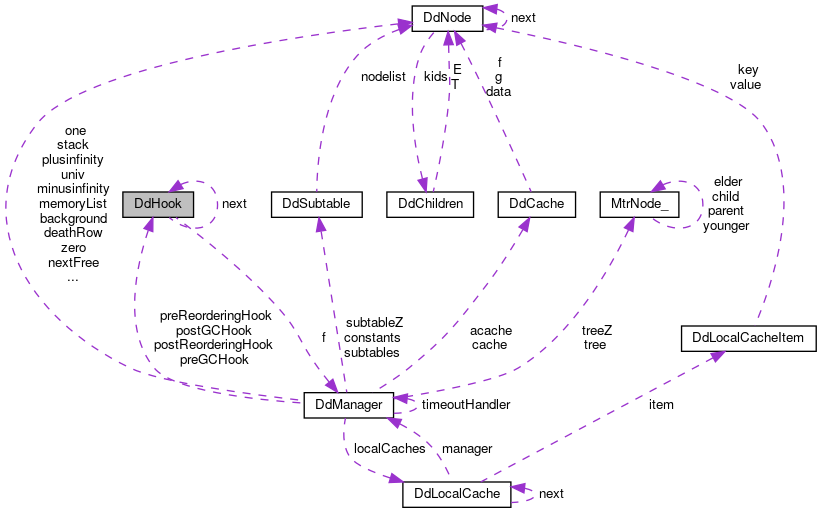 DdNode
next
nodelist
kids
E
T
f
g
data
key
value
one
stack
plusinfinity
univ
minusinfinity
memoryList
background
deathRow
zero
nextFree
...
DdHook
next
DdSubtable
DdChildren
DdCache
MtrNode_
elder
child
parent
younger
preReorderingHook
postGCHook
postReorderingHook
preGCHook
f
subtableZ
constants
subtables
acache
cache
treeZ
tree
DdLocalCacheItem
DdManager
timeoutHandler
item
localCaches
manager
DdLocalCache
next